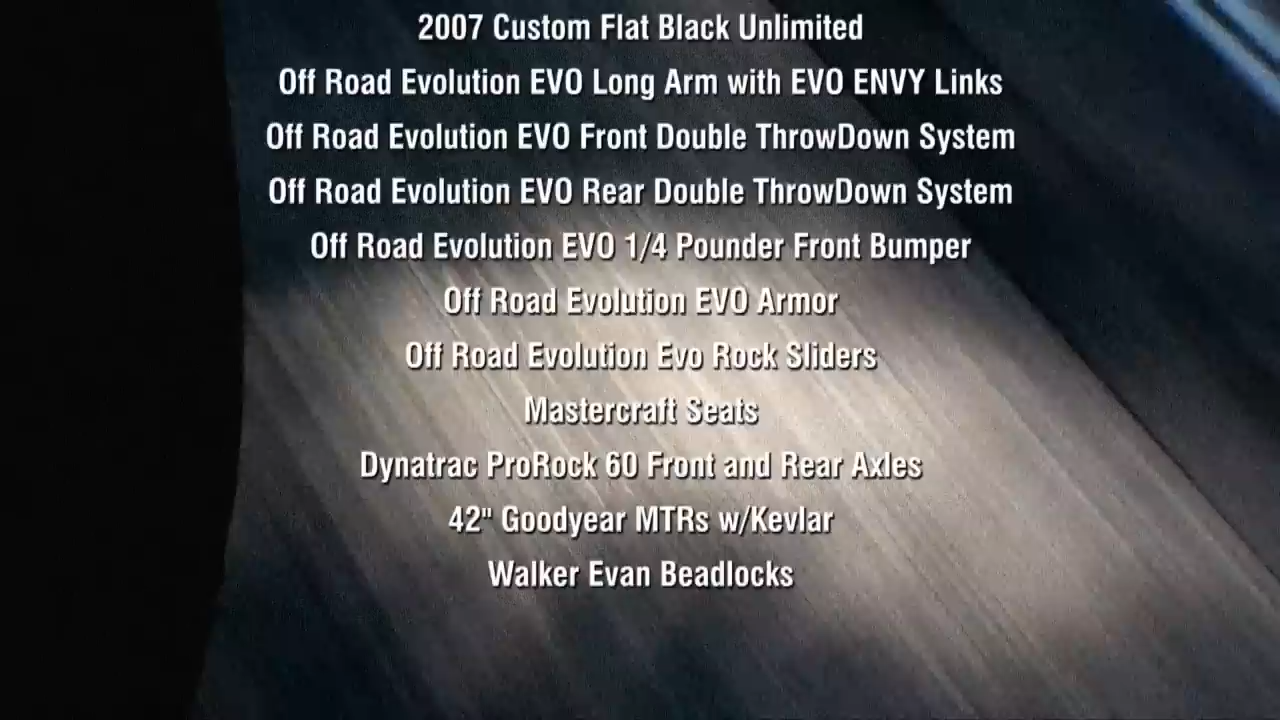 2007 Custom Flat Black Unlimited
Off Road Evolution EVO Long Arm with EVO ENVY Links
Off Road Evolution EVO Front Double ThrowDown System
Off Road Evolution EVO Rear Double ThrowDown System
Off Road Evolution EVO 1/4 Pounder Front Bumper
Off Road Evolution EVO Armor
Off Road Evolution Evo Rock Sliders
Mastercraft Seats
Dynatrac ProRock 60 Front and Rear Axles
42" Goodyear MTRs w/Kevlar
Walker Evan Beadlocks